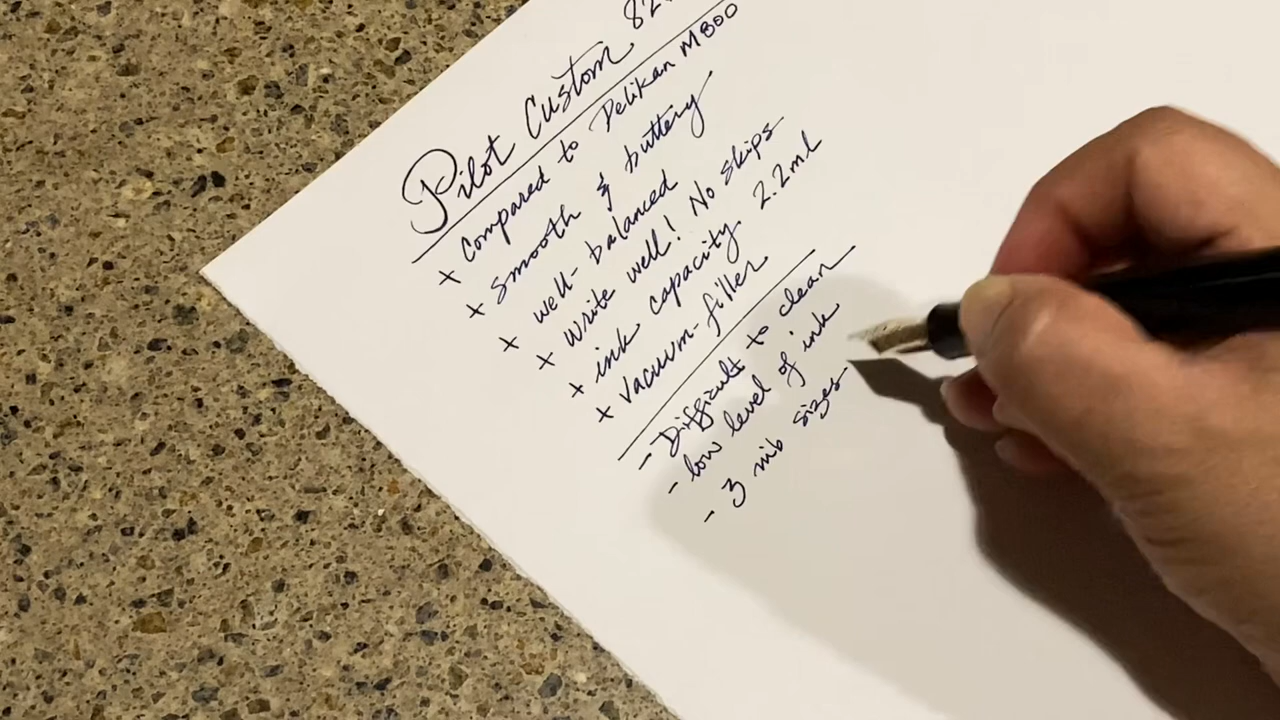 Pilot Custom 82
+ Compared to Pelikan M800
+ Smooth & buttery
+ well-balanced
+ Write well! No skips
+ ink capacity. 2.2ml
+ Vacuum-filler
- Difficult to clean
- low level of ink
- 3 nib sizes